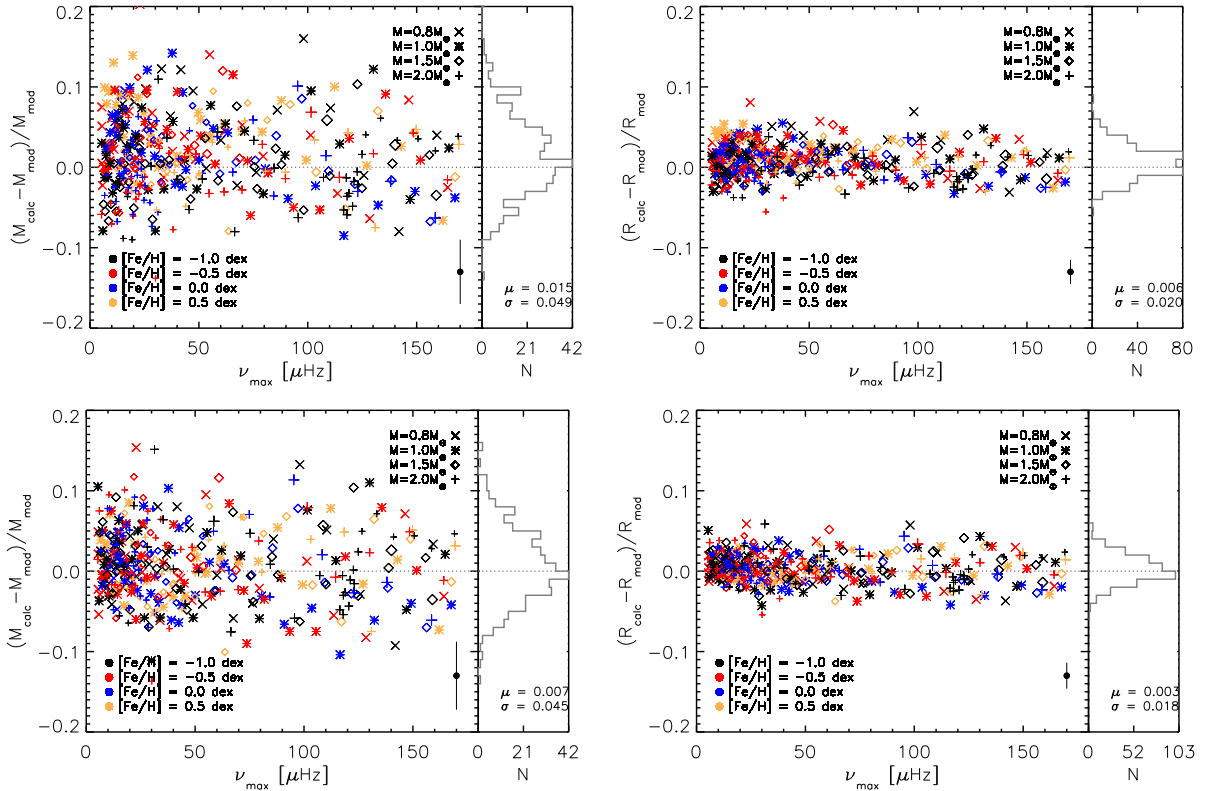 0.2
0.1
0.0
−0.1
−0.2
(M_calc−M_mod)/M_mod
M=0.8M
M=1.0M
M=1.5M
M=2.0M
[Fe/H] = −1.0 dex
[Fe/H] = −0.5 dex
[Fe/H] = 0.0 dex
[Fe/H] = 0.5 dex
μ = 0.015
σ = 0.049
0 50 100 150
0 21 42
ν_max [μHz]
N
0.2
0.1
0.0
−0.1
−0.2
(R_calc−R_mod)/R_mod
M=0.8M
M=1.0M
M=1.5M
M=2.0M
[Fe/H] = −1.0 dex
[Fe/H] = −0.5 dex
[Fe/H] = 0.0 dex
[Fe/H] = 0.5 dex
μ = 0.006
σ = 0.020
0 50 100 150
0 40 80
ν_max [μHz]
N
0.2
0.1
0.0
−0.1
−0.2
(M_calc−M_mod)/M_mod
M=0.8M
M=1.0M
M=1.5M
M=2.0M
[Fe/H] = −1.0 dex
[Fe/H] = −0.5 dex
[Fe/H] = 0.0 dex
[Fe/H] = 0.5 dex
μ = 0.007
σ = 0.045
0 50 100 150
0 21 42
ν_max [μHz]
N
0.2
0.1
0.0
−0.1
−0.2
(R_calc−R_mod)/R_mod
M=0.8M
M=1.0M
M=1.5M
M=2.0M
[Fe/H] = −1.0 dex
[Fe/H] = −0.5 dex
[Fe/H] = 0.0 dex
[Fe/H] = 0.5 dex
μ = 0.003
σ = 0.018
0 50 100 150
0 52 103
ν_max [μHz]
N